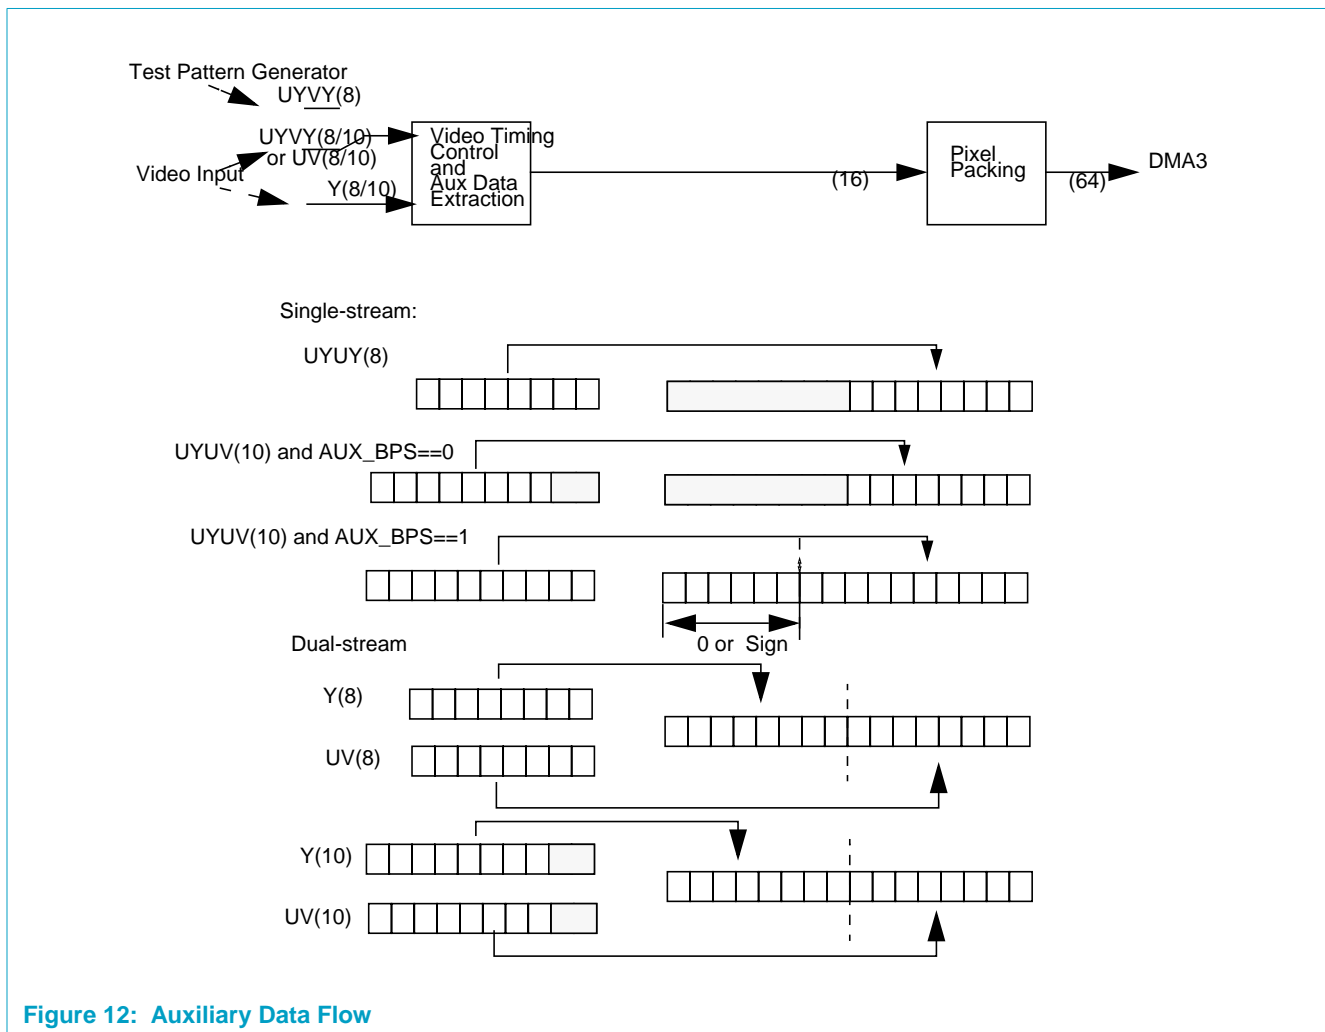 Test Pattern Generator
UYVY(8)
UYVY(8/10)
or UV(8/10)
Video Input
Y(8/10)
Video Timing
Control
and
Aux Data
Extraction
(16)
Pixel
Packing
(64)
DMA3
Single-stream:
UYUY(8)
UYUV(10) and AUX_BPS==0
UYUV(10) and AUX_BPS==1
0 or Sign
Dual-stream
Y(8)
UV(8)
Y(10)
UV(10)
Figure 12: Auxiliary Data Flow